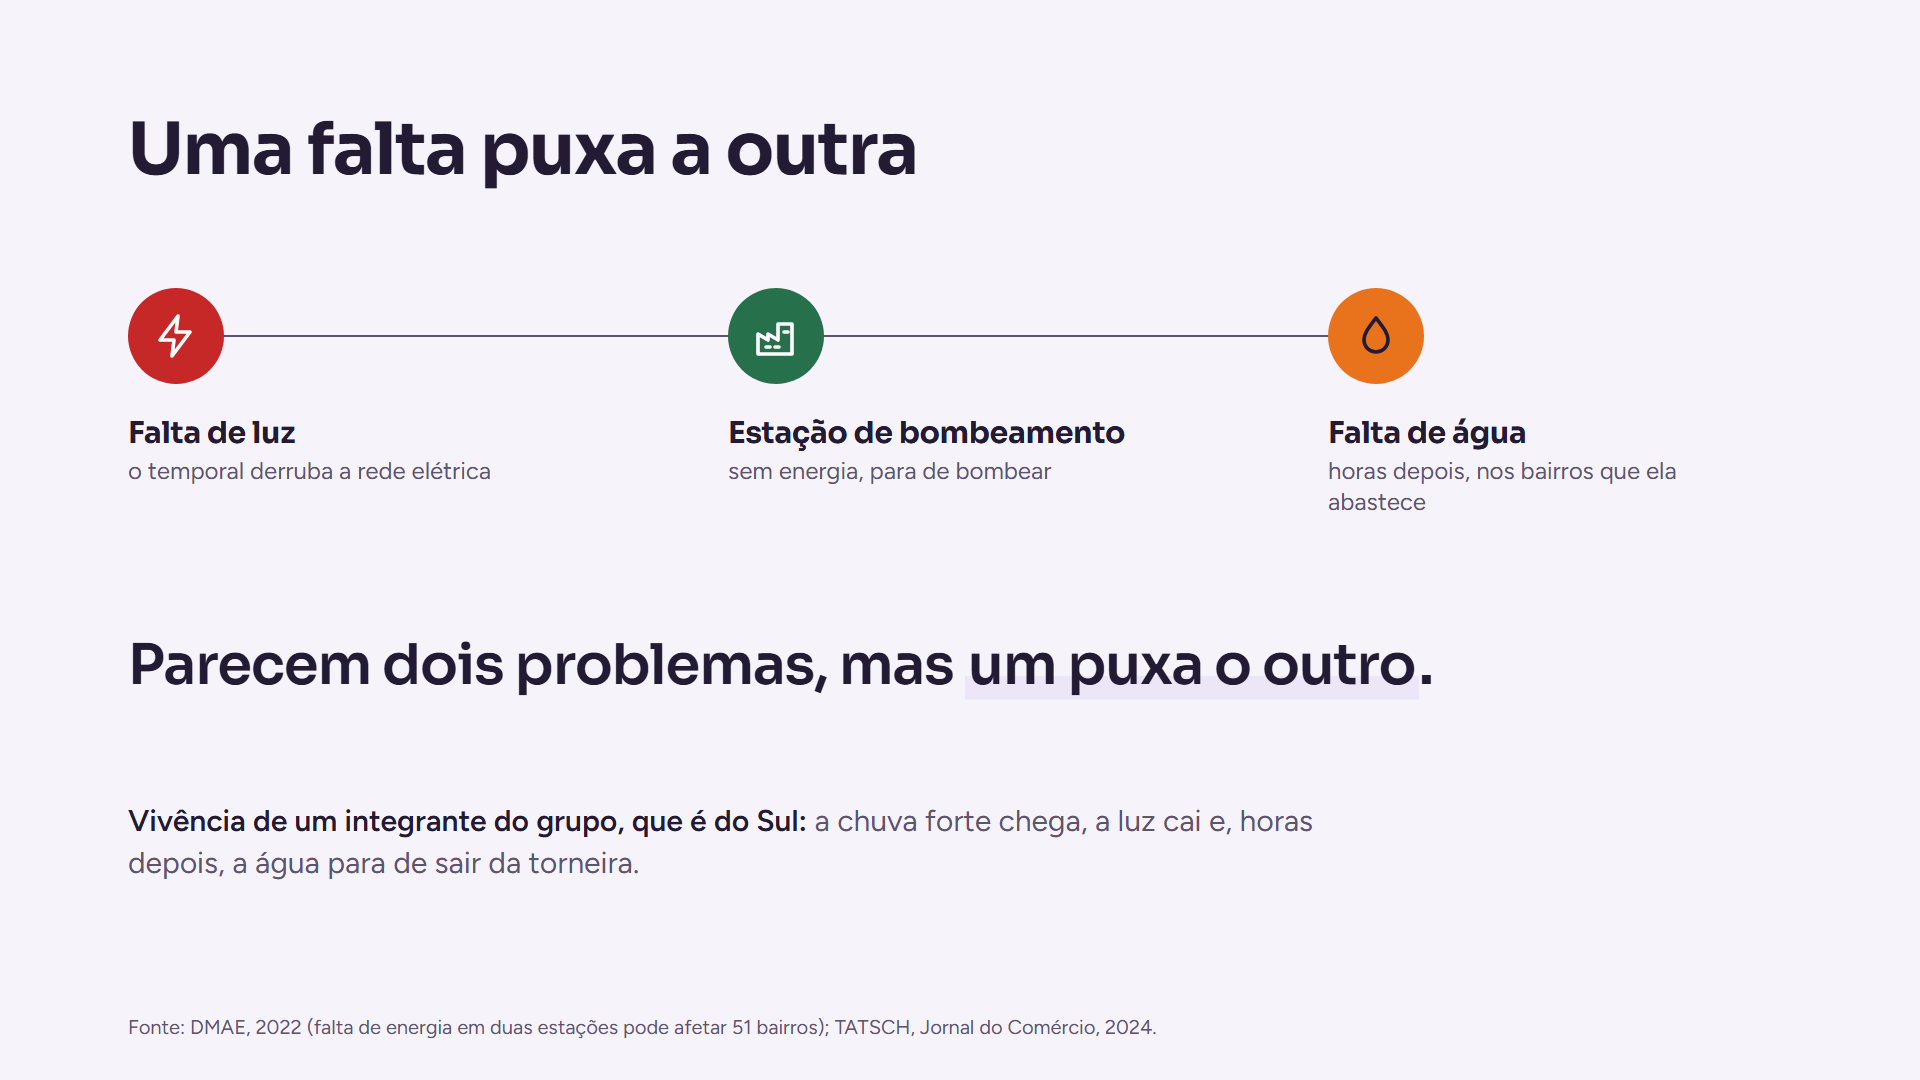 Uma falta puxa a outra
Falta de luz
o temporal derruba a rede elétrica
Estação de bombeamento
sem energia, para de bombear
Falta de água
horas depois, nos bairros que ela
abastece
Parecem dois problemas, mas um puxa o outro.
Vivência de um integrante do grupo, que é do Sul: a chuva forte chega, a luz cai e, horas
depois, a água para de sair da torneira.
Fonte: DMAE, 2022 (falta de energia em duas estações pode afetar 51 bairros); TATSCH, Jornal do Comércio, 2024.